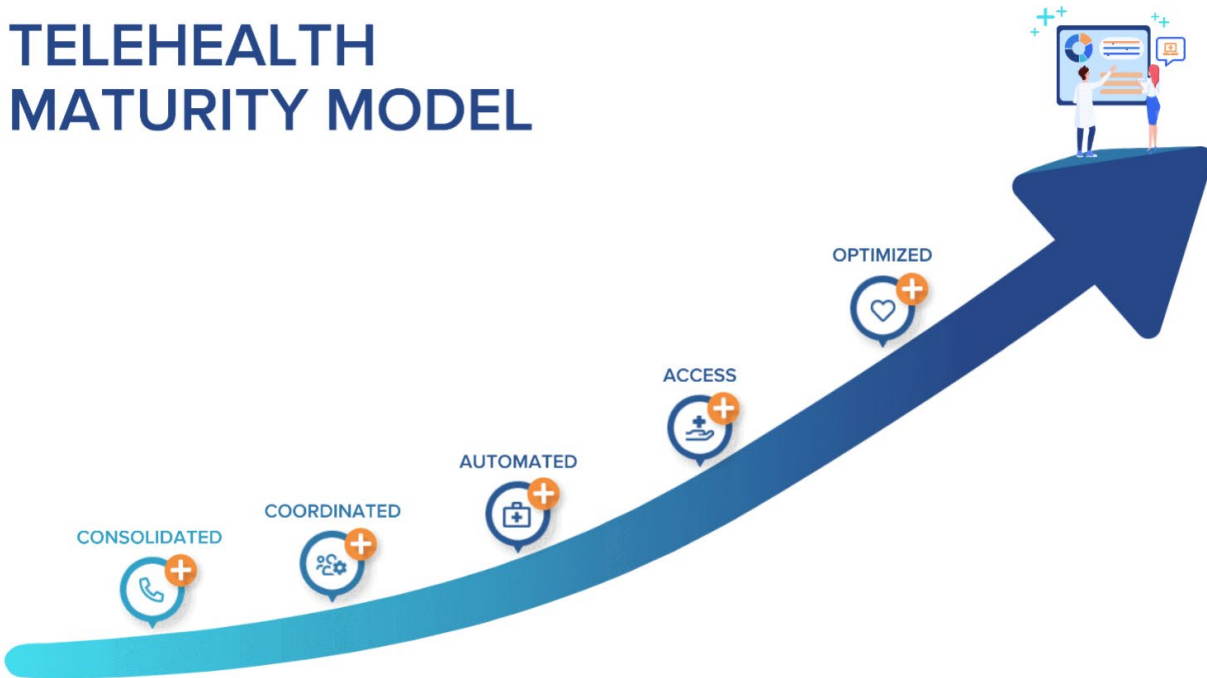 TELEHEALTH
MATURITY MODEL
CONSOLIDATED
COORDINATED
AUTOMATED
ACCESS
OPTIMIZED